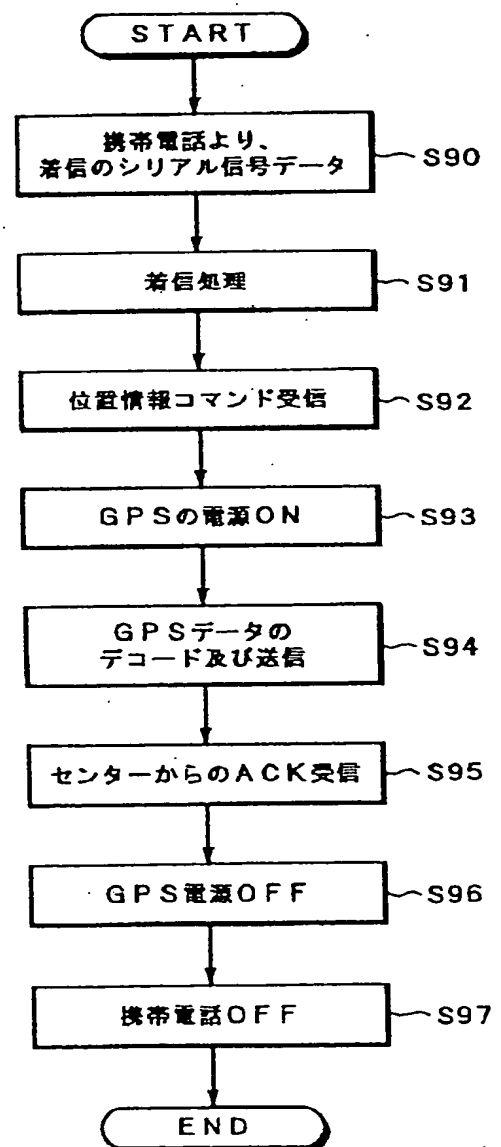 START
携帯電話より、
着信のシリアル信号データ
S90
着信処理
S91
位置情報コマンド受信
S92
GPSの電源ON
S93
GPSデータの
デコード及び送信
S94
センターからのACK受信
S95
GPS電源OFF
S96
携帯電話OFF
S97
END